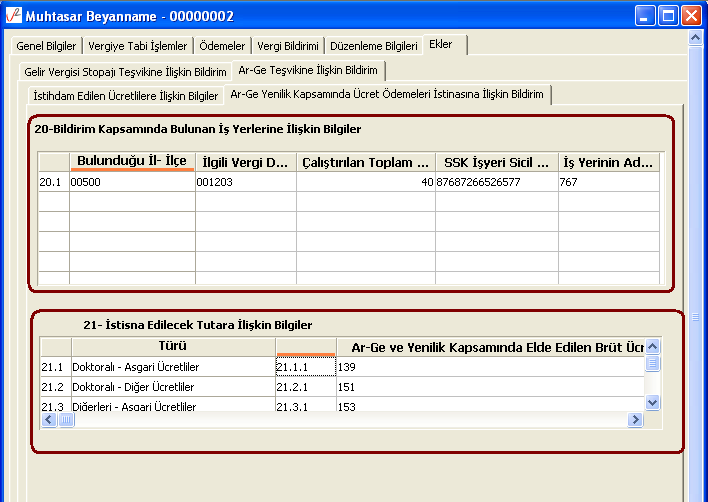 Muhtasar Beyanname - 00000002
Genel Bilgiler Vergiye Tabi İşlemler Ödemeler Vergi Bildirimi Düzenleme Bilgileri Ekler
Gelir Vergisi Stopajı Teşvikine İlişkin Bildirim Ar-Ge Teşvikine İlişkin Bildirim
İstihdam Edilen Ücretlilere İlişkin Bilgiler Ar-Ge Yenilik Kapsamında Ücret Ödemeleri İstinasına İlişkin Bildirim
20-Bildirim Kapsamında Bulunan İş Yerlerine İlişkin Bilgiler
Bulunduğu İl- İlçe İlgili Vergi D... Çalıştırılan Toplam ... SSK İşyeri Sicil ... İş Yerinin Ad...
20.1 00500 001203 40 87687266526577 767
21- İstisna Edilecek Tutara İlişkin Bilgiler
Türü Ar-Ge ve Yenilik Kapsamında Elde Edilen Brüt Ücr
21.1 Doktoralı - Asgari Ücretliler 21.1.1 139
21.2 Doktoralı - Diğer Ücretliler 21.2.1 151
21.3 Diğerleri - Asgari Ücretliler 21.3.1 153